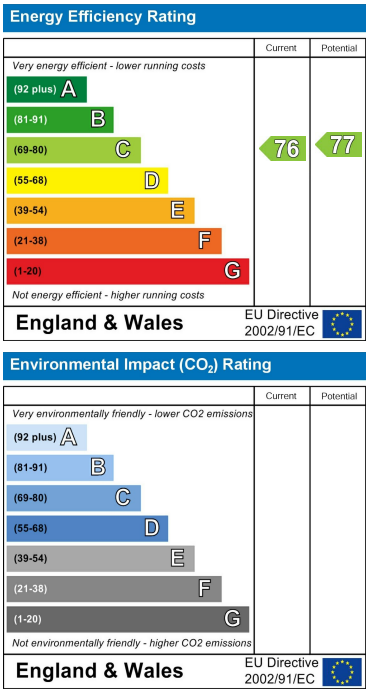 Energy Efficiency Rating
Current Potential
Very energy efficient - lower running costs
(92 plus) A
(81-91) B
(69-80) C 76 77
(55-68) D
(39-54) E
(21-38) F
(1-20) G
Not energy efficient - higher running costs
England & Wales EU Directive 2002/91/EC
Environmental Impact (CO₂) Rating
Current Potential
Very environmentally friendly - lower CO2 emissions
(92 plus) A
(81-91) B
(69-80) C
(55-68) D
(39-54) E
(21-38) F
(1-20) G
Not environmentally friendly - higher CO2 emissions
England & Wales EU Directive 2002/91/EC